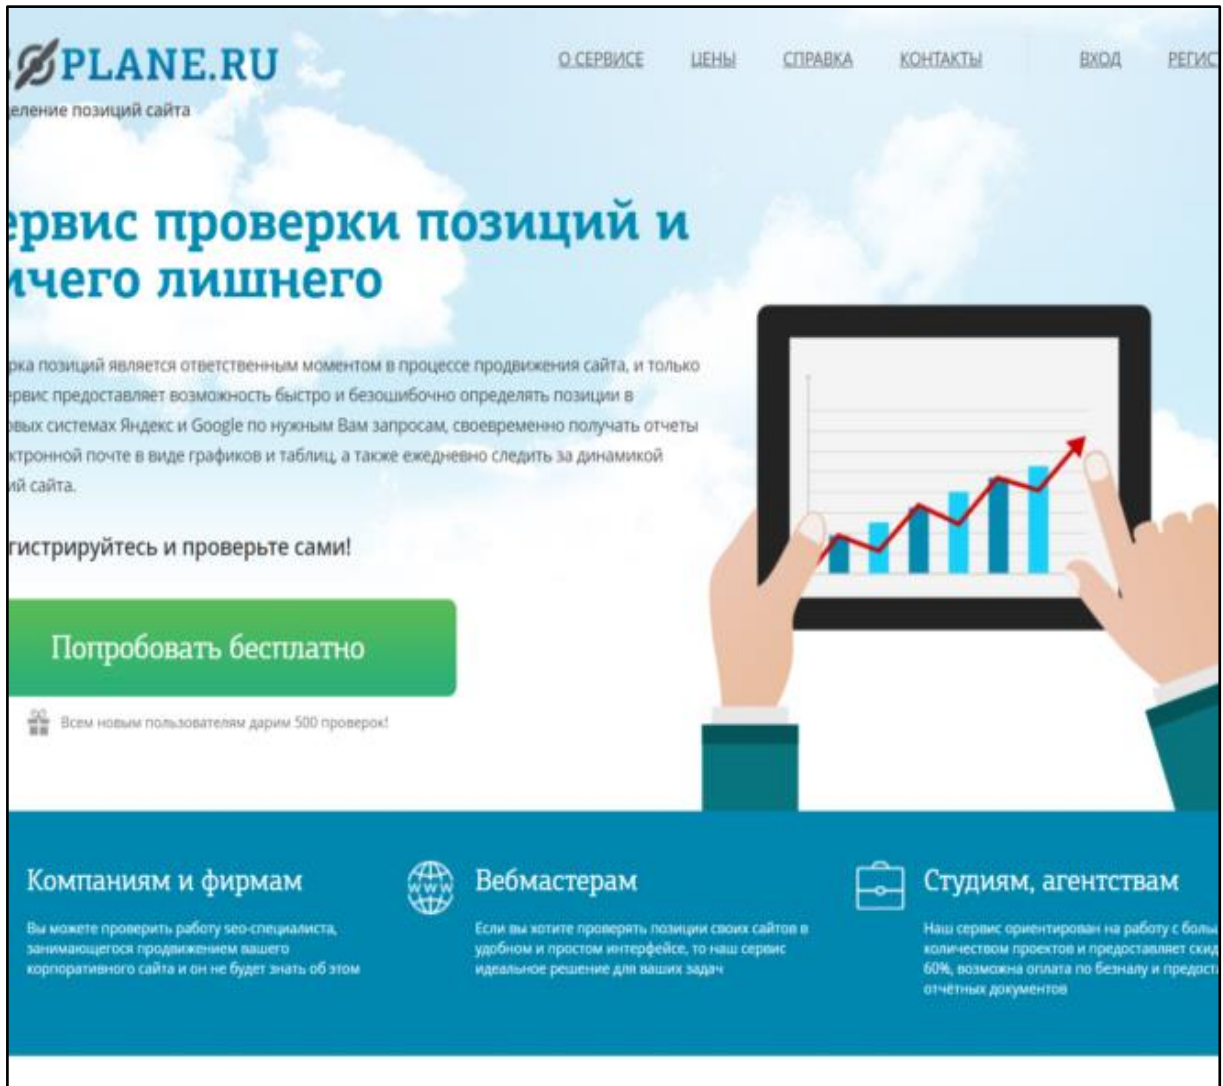 PLANE.RU
О СЕРВИСЕ ЦЕНЫ СПРАВКА КОНТАКТЫ ВХОД РЕГИС
еление позиций сайта
ервис проверки позиций и
ичего лишнего
рка позиций является ответственным моментом в процессе продвижения сайта, и только
ервис предоставляет возможность быстро и безошибочно определять позиции в
овых системах Яндекс и Google по нужным Вам запросам, своевременно получать отчеты
ктронной почте в виде графиков и таблиц, а также ежедневно следить за динамикой
ий сайта.
гистрируйтесь и проверьте сами!
Попробовать бесплатно
Всем новым пользователям дарим 500 проверок!
Компаниям и фирмам
Вы можете проверить работу seo-специалиста,
занимающегося продвижением вашего
корпоративного сайта и он не будет знать об этом
www
Вебмастерам
Если вы хотите проверять позиции своих сайтов в
удобном и простом интерфейсе, то наш сервис
идеальное решение для ваших задач
Студиям, агентствам
Наш сервис ориентирован на работу с больш
количеством проектов и предоставляет скид
60%, возможна оплата по безналу и предоста
отчётных документов